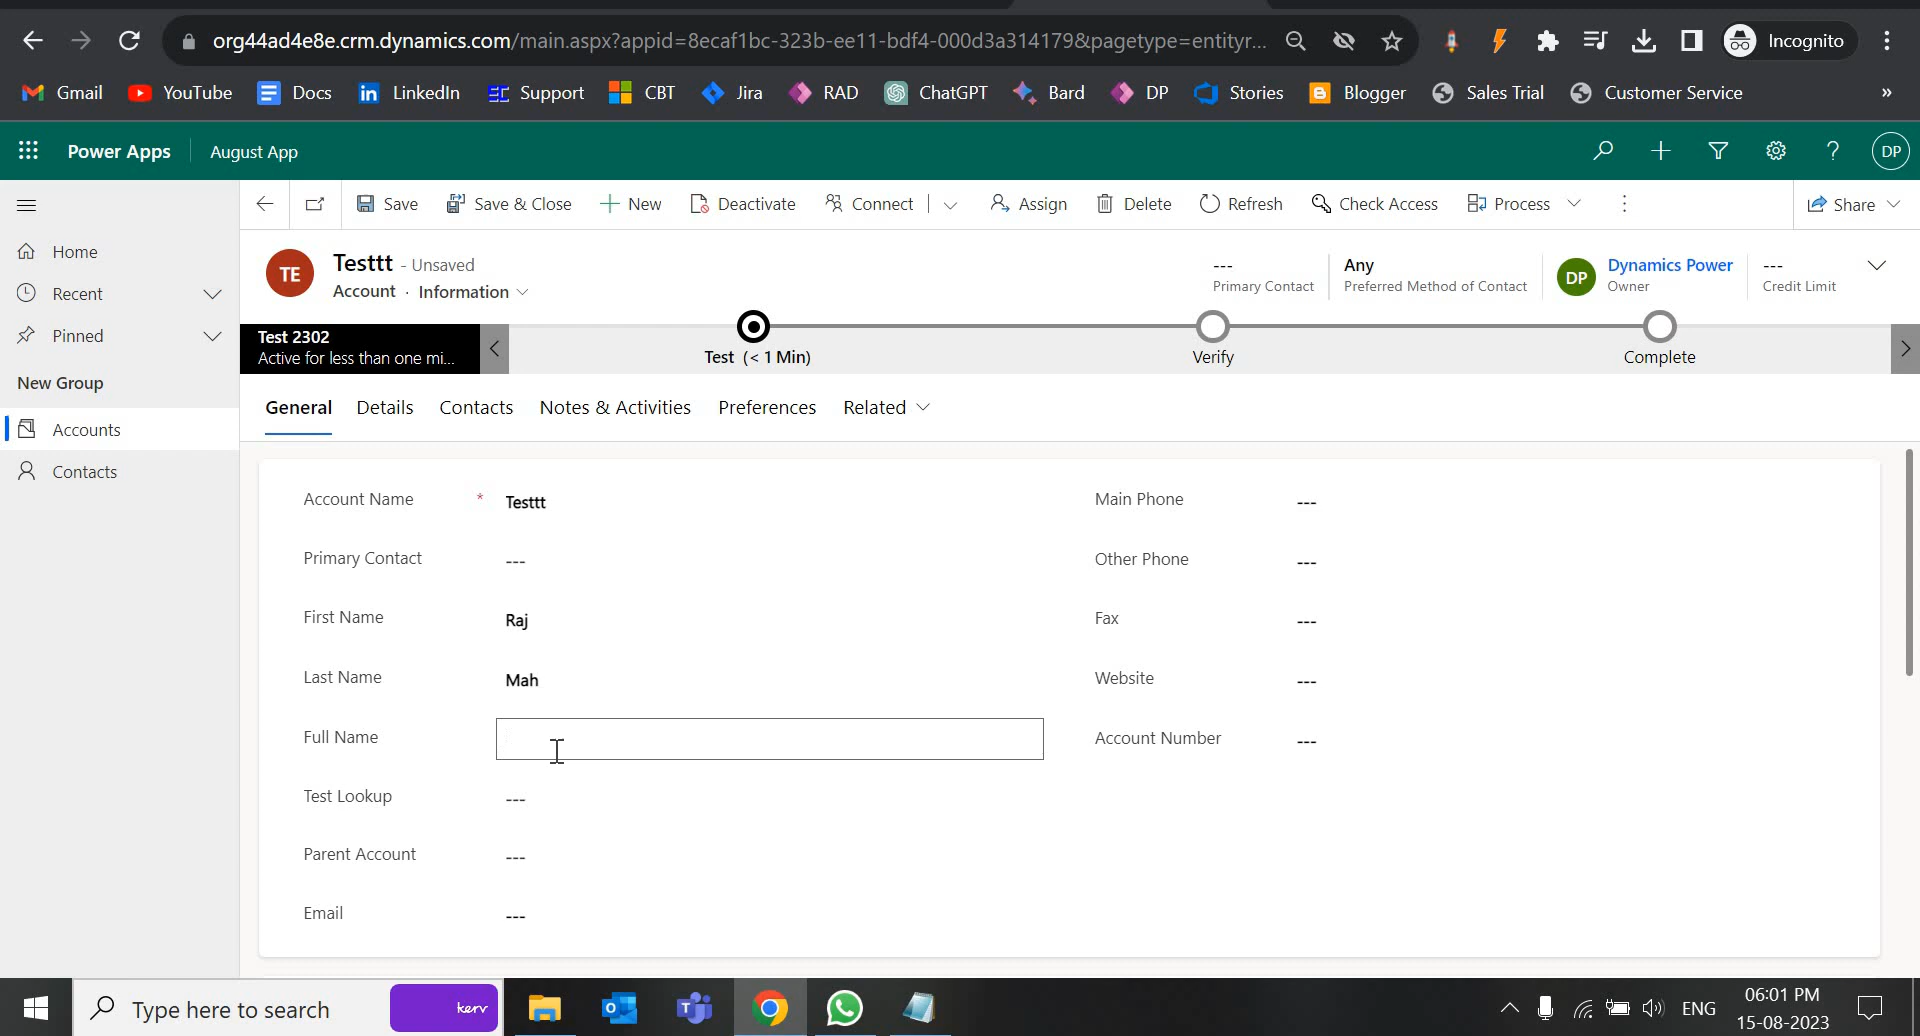 org44ad4e8e.crm.dynamics.com/main.aspx?appid=8ecaf1bc-323b-ee11-bdf4-000d3a314179&pagetype=entityr...
Incognito
Gmail YouTube Docs LinkedIn Support CBT Jira RAD ChatGPT Bard DP Stories Blogger Sales Trial Customer Service »
Power Apps August App
? DP
Save Save & Close New Deactivate Connect Assign Delete Refresh Check Access Process Share
Home
Recent
Pinned
New Group
Accounts
Contacts
TE
Testtt - Unsaved
Account · Information
---
Primary Contact
Any
Preferred Method of Contact
DP
Dynamics Power
Owner
---
Credit Limit
Test 2302
Active for less than one mi...
Test (< 1 Min)
Verify
Complete
General Details Contacts Notes & Activities Preferences Related
Account Name * Testtt
Primary Contact ---
First Name Raj
Last Name Mah
Full Name
Test Lookup ---
Parent Account ---
Email ---
Main Phone ---
Other Phone ---
Fax ---
Website ---
Account Number ---
Type here to search
kerv
ENG
06:01 PM
15-08-2023